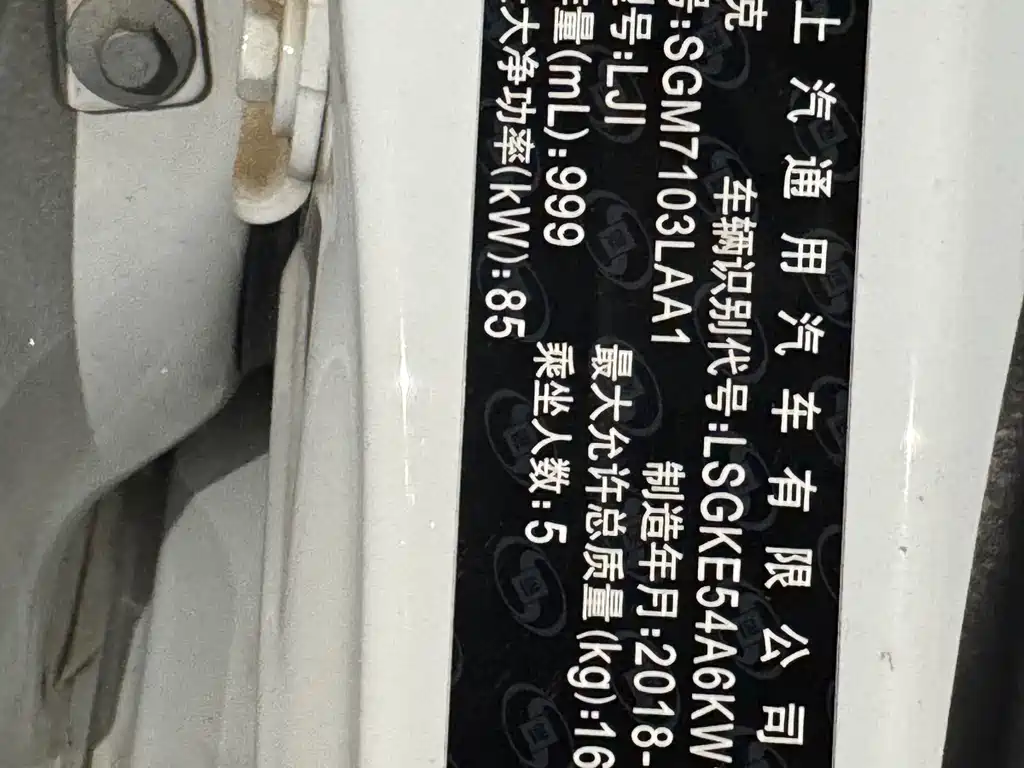 上汽通用汽车有限公司
克 车辆识别代号:LSGKE54A6KW
号:SGM7103LAA1 制造年月:2018-
号:LJI 最大允许总质量(kg):16
量(mL):999 乘坐人数:5
大净功率(kW):85